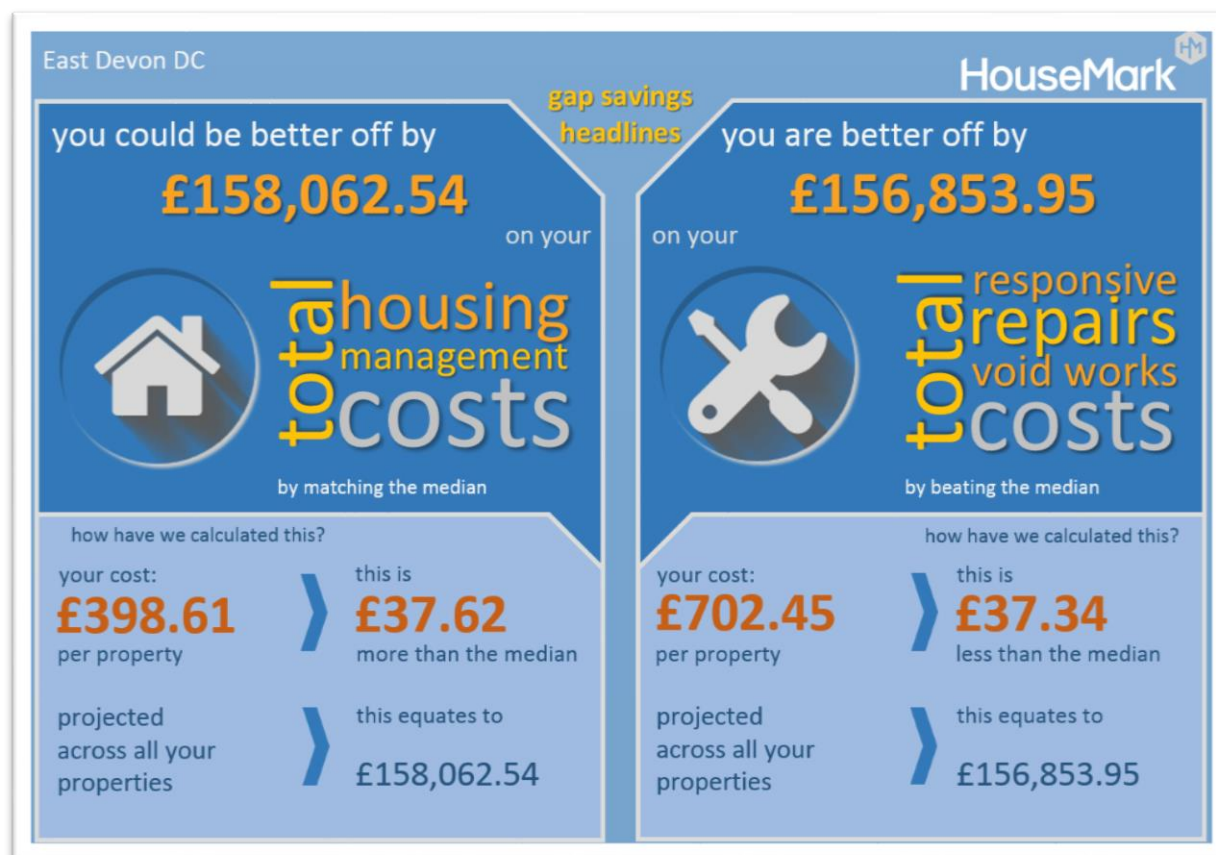 East Devon DC
HM
HouseMark
gap savings
headlines
you could be better off by
£158,062.54
on your
total
housing
management
costs
by matching the median
how have we calculated this?
your cost:
£398.61
per property
this is
£37.62
more than the median
projected
across all your
properties
this equates to
£158,062.54
you are better off by
£156,853.95
on your
total
responsive
repairs
void works
costs
by beating the median
how have we calculated this?
your cost:
£702.45
per property
this is
£37.34
less than the median
projected
across all your
properties
this equates to
£156,853.95